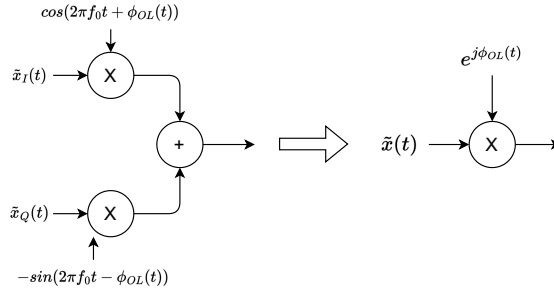 cos(2πf₀t + ϕ_OL(t))
x̃_I(t)
X
+
x̃_Q(t)
X
−sin(2πf₀t − ϕ_OL(t))
e^{jϕ_OL(t)}
x̃(t)
X